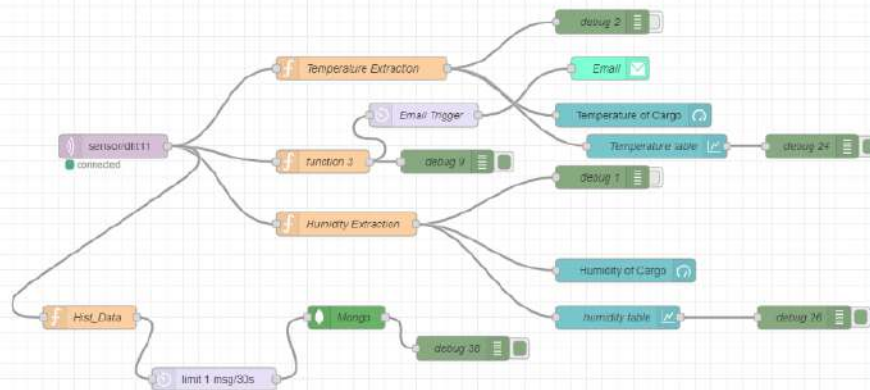 debug 2
Temperature Extraction
Email
Email Trigger
Temperature of Cargo
sensor/dht11
connected
Temperature table
debug 24
function 3
debug 9
debug 1
Humidity Extraction
Humidity of Cargo
Hist_Data
Mongo
humidity table
debug 26
debug 38
limit 1 msg/30s